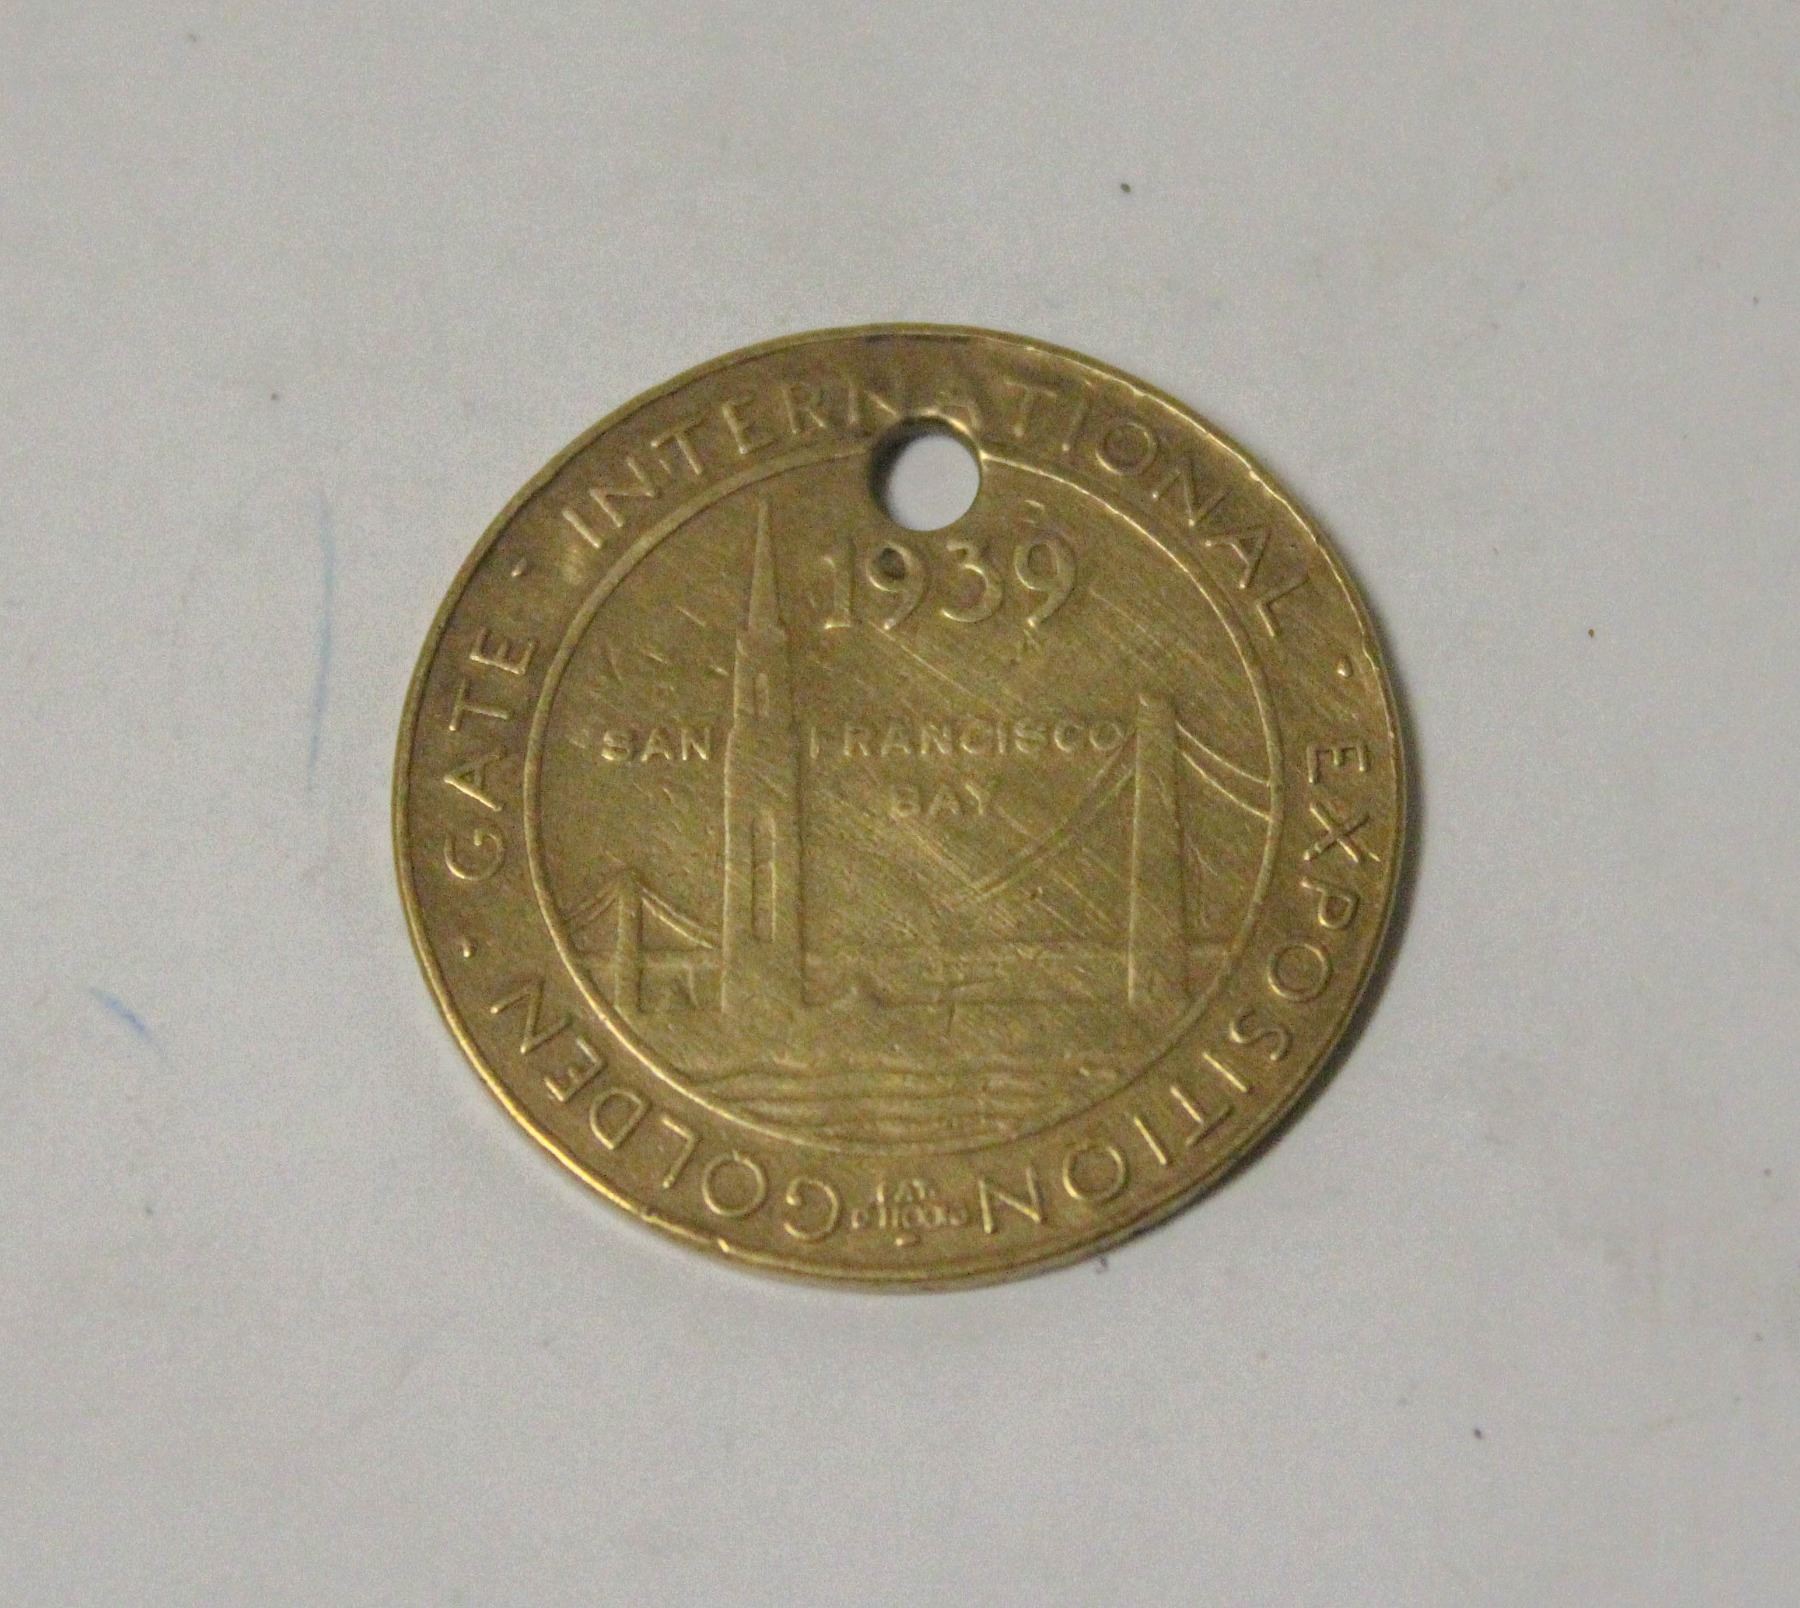 GOLDEN · GATE · INTERNATIONAL · EXPOSITION
1939
SAN FRANCISCO
BAY